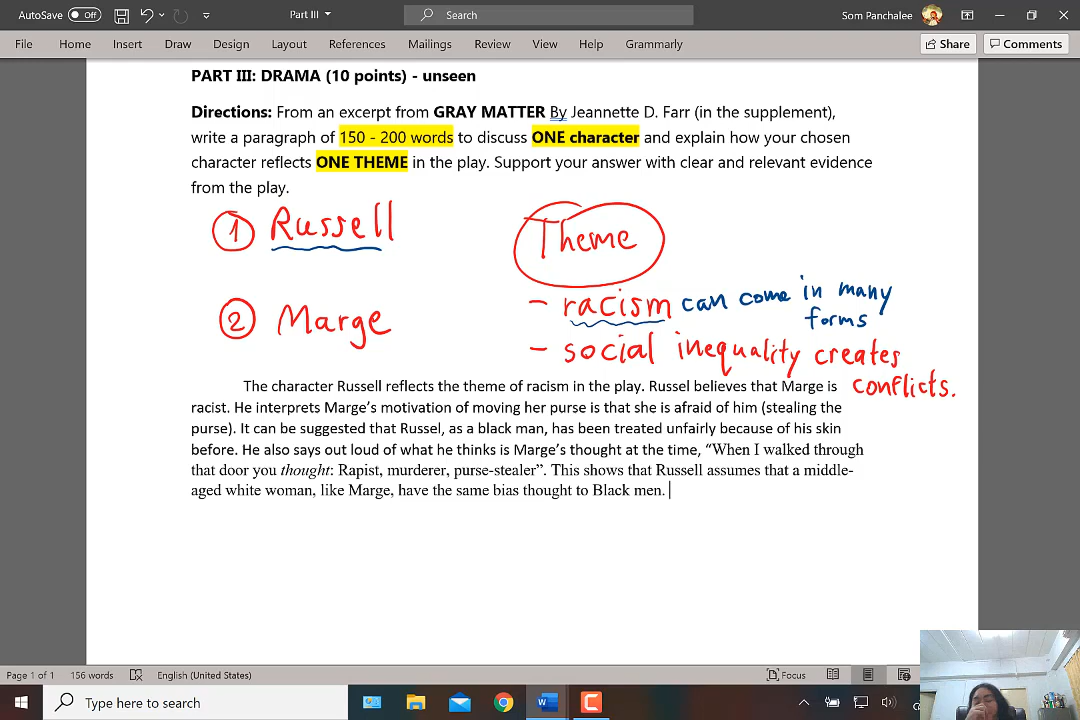 AutoSave Off Part III Search Som Panchalee
File Home Insert Draw Design Layout References Mailings Review View Help Grammarly Share Comments
PART III: DRAMA (10 points) - unseen
Directions: From an excerpt from GRAY MATTER By Jeannette D. Farr (in the supplement),
write a paragraph of 150 - 200 words to discuss ONE character and explain how your chosen
character reflects ONE THEME in the play. Support your answer with clear and relevant evidence
from the play.
1 Russell
Theme
- racism can come in many
forms
2 Marge
- social inequality creates
conflicts.
The character Russell reflects the theme of racism in the play. Russel believes that Marge is
racist. He interprets Marge's motivation of moving her purse is that she is afraid of him (stealing the
purse). It can be suggested that Russel, as a black man, has been treated unfairly because of his skin
before. He also says out loud of what he thinks is Marge's thought at the time, “When I walked through
that door you thought: Rapist, murderer, purse-stealer”. This shows that Russell assumes that a middle-
aged white woman, like Marge, have the same bias thought to Black men.
Page 1 of 1 156 words English (United States) Focus
Type here to search